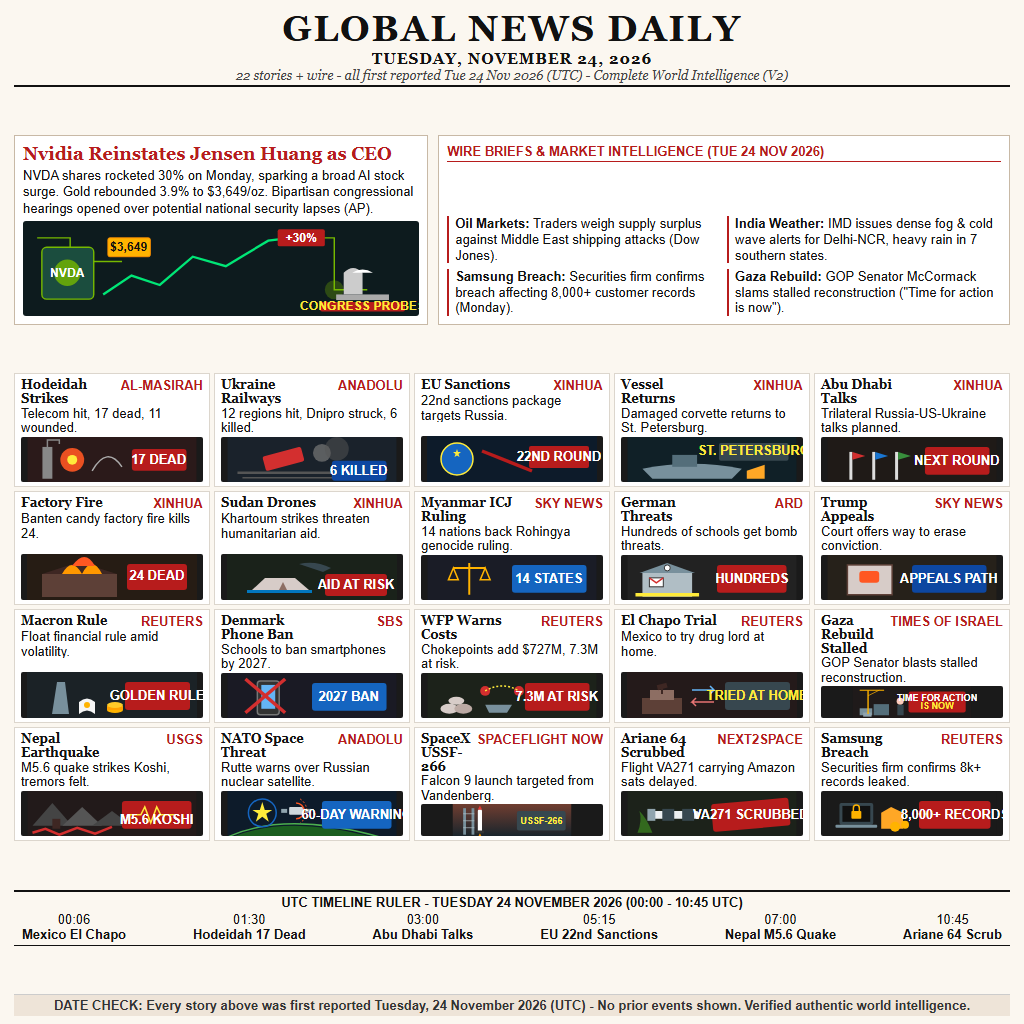 GLOBAL NEWS DAILY
TUESDAY, NOVEMBER 24, 2026
22 stories + wire - all first reported Tue 24 Nov 2026 (UTC) - Complete World Intelligence (V2)
Nvidia Reinstates Jensen Huang as CEO
NVDA shares rocketed 30% on Monday, sparking a broad AI stock
surge. Gold rebounded 3.9% to $3,649/oz. Bipartisan congressional
hearings opened over potential national security lapses (AP).
+30%
$3,649
NVDA
CONGRESS PROBE
WIRE BRIEFS & MARKET INTELLIGENCE (TUE 24 NOV 2026)
Oil Markets: Traders weigh supply surplus
against Middle East shipping attacks (Dow
Jones).
India Weather: IMD issues dense fog & cold
wave alerts for Delhi-NCR, heavy rain in 7
southern states.
Samsung Breach: Securities firm confirms
breach affecting 8,000+ customer records
(Monday).
Gaza Rebuild: GOP Senator McCormack
slams stalled reconstruction ("Time for action
is now").
Hodeidah
Strikes
AL-MASIRAH
Telecom hit, 17 dead, 11
wounded.
17 DEAD
Ukraine
Railways
ANADOLU
12 regions hit, Dnipro struck, 6
killed.
6 KILLED
EU Sanctions
XINHUA
22nd sanctions package
targets Russia.
22ND ROUND
Vessel
Returns
XINHUA
Damaged corvette returns to
St. Petersburg.
ST. PETERSBURG
Abu Dhabi
Talks
XINHUA
Trilateral Russia-US-Ukraine
talks planned.
NEXT ROUND
Factory Fire
XINHUA
Banten candy factory fire kills
24.
24 DEAD
Sudan Drones
XINHUA
Khartoum strikes threaten
humanitarian aid.
AID AT RISK
Myanmar ICJ
Ruling
SKY NEWS
14 nations back Rohingya
genocide ruling.
14 STATES
German
Threats
ARD
Hundreds of schools get bomb
threats.
HUNDREDS
Trump
Appeals
SKY NEWS
Court offers way to erase
conviction.
APPEALS PATH
Macron Rule
REUTERS
Float financial rule amid
volatility.
GOLDEN RULE
Denmark
Phone Ban
SBS
Schools to ban smartphones
by 2027.
2027 BAN
WFP Warns
Costs
REUTERS
Chokepoints add $727M, 7.3M
at risk.
7.3M AT RISK
El Chapo Trial
REUTERS
Mexico to try drug lord at
home.
TRIED AT HOME
Gaza
Rebuild
Stalled
TIMES OF ISRAEL
GOP Senator blasts stalled
reconstruction.
TIME FOR ACTION
IS NOW
Nepal
Earthquake
USGS
M5.6 quake strikes Koshi,
tremors felt.
M5.6 KOSHI
NATO Space
Threat
ANADOLU
Rutte warns over Russian
nuclear satellite.
60-DAY WARNIN
SpaceX
USSF-
266
SPACEFLIGHT NOW
Falcon 9 launch targeted from
Vandenberg.
USSF-266
Ariane 64
Scrubbed
NEXT2SPACE
Flight VA271 carrying Amazon
sats delayed.
VA271 SCRUBBED
Samsung
Breach
REUTERS
Securities firm confirms 8k+
records leaked.
8,000+ RECORDS
UTC TIMELINE RULER - TUESDAY 24 NOVEMBER 2026 (00:00 - 10:45 UTC)
00:06
Mexico El Chapo
01:30
Hodeidah 17 Dead
03:00
Abu Dhabi Talks
05:15
EU 22nd Sanctions
07:00
Nepal M5.6 Quake
10:45
Ariane 64 Scrub
DATE CHECK: Every story above was first reported Tuesday, 24 November 2026 (UTC) - No prior events shown. Verified authentic world intelligence.